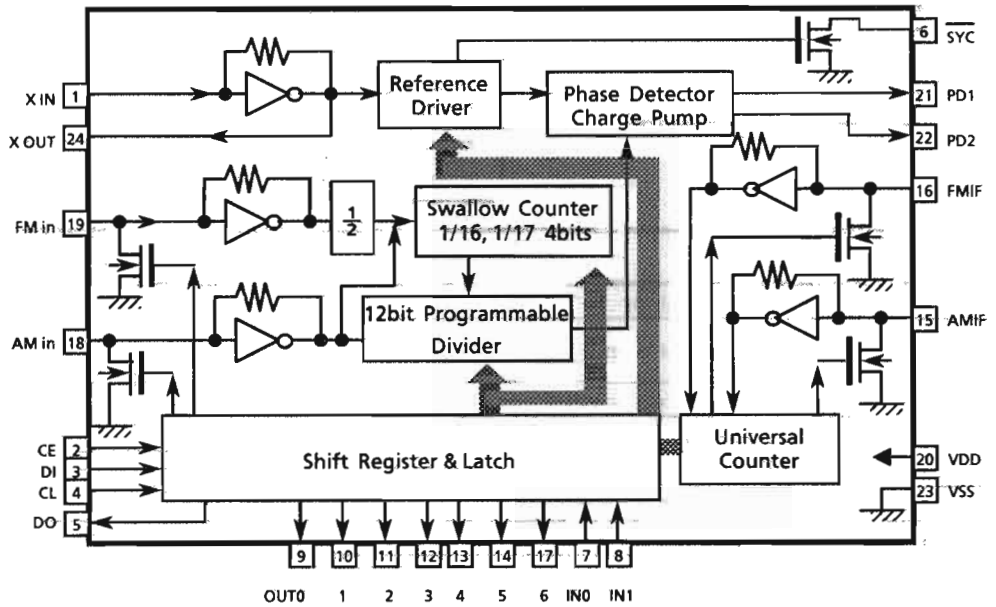 6 SYC
X IN 1
Reference Driver
Phase Detector Charge Pump
21 PD1
X OUT 24
22 PD2
16 FMIF
FM in 19
1/2
Swallow Counter
1/16, 1/17 4bits
12bit Programmable Divider
15 AMIF
AM in 18
CE 2
DI 3
CL 4
DO 5
Shift Register & Latch
Universal Counter
20 VDD
23 VSS
9 10 11 12 13 14 17 7 8
OUT0 1 2 3 4 5 6 IN0 IN1